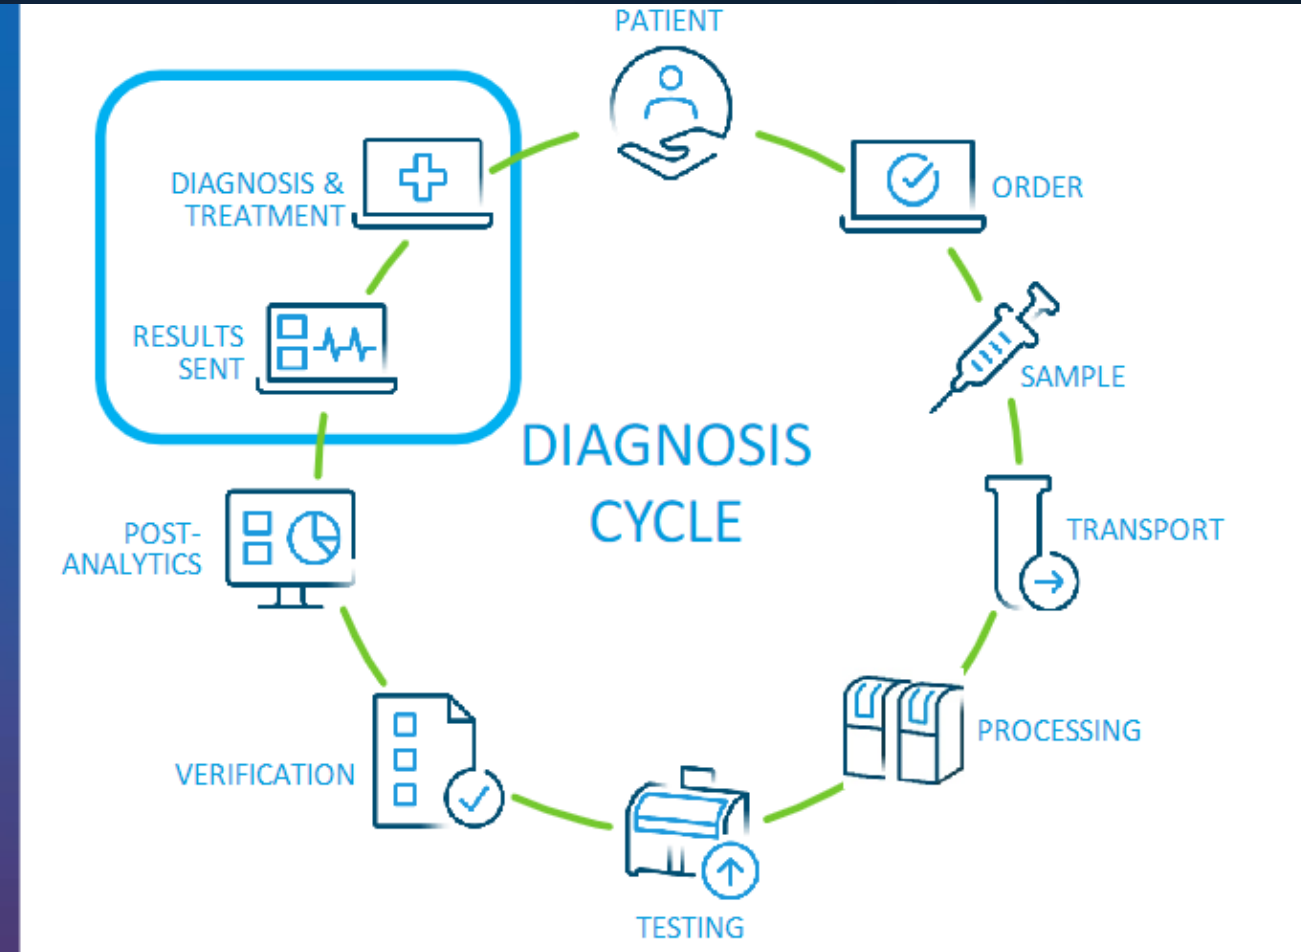 PATIENT
ORDER
SAMPLE
TRANSPORT
PROCESSING
TESTING
VERIFICATION
POST-
ANALYTICS
RESULTS
SENT
DIAGNOSIS &
TREATMENT
DIAGNOSIS
CYCLE